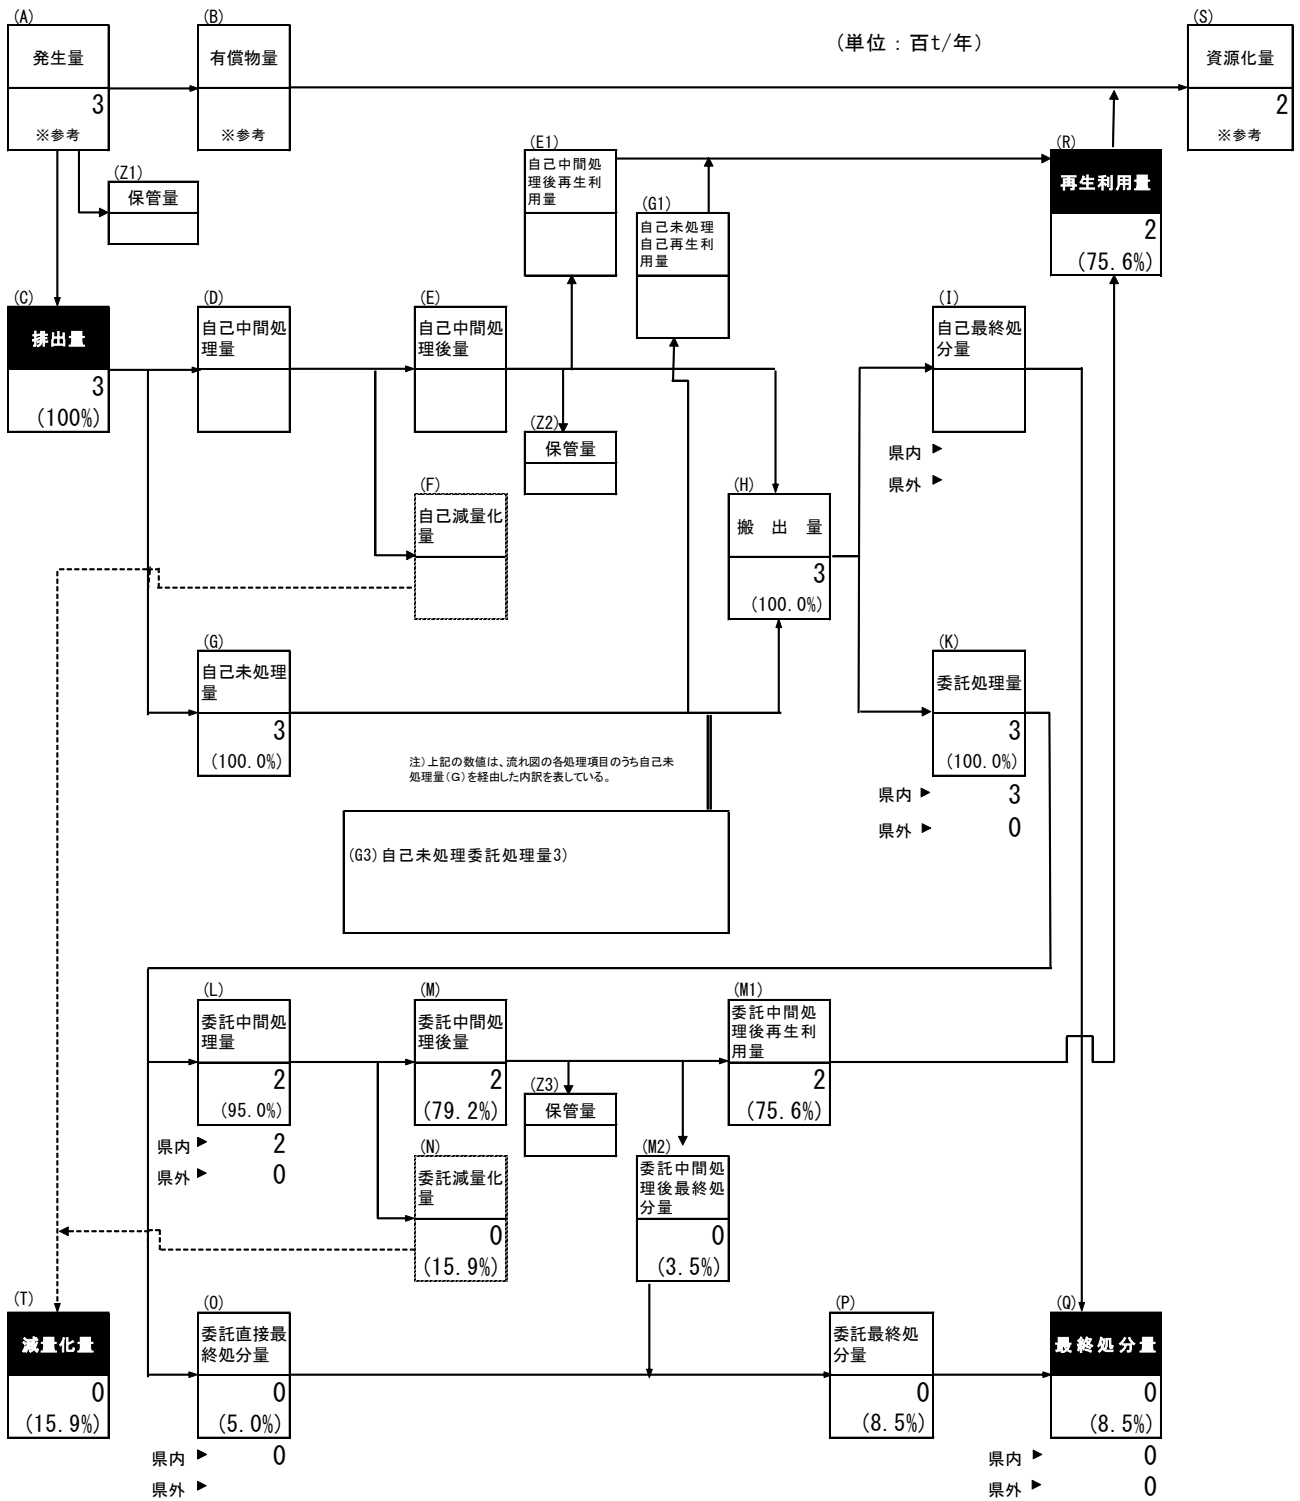 (A)
発生量
3
※参考
(B)
有償物量
※参考
(単位：百t/年)
(S)
資源化量
2
※参考
(Z1)
保管量
(E1)
自己中間処
理後再生利
用量
(G1)
自己未処理
自己再生利
用量
(R)
再生利用量
2
(75.6%)
(C)
排出量
3
(100%)
(D)
自己中間処
理量
(E)
自己中間処
理後量
(Z2)
保管量
(I)
自己最終処
分量
県内
県外
(F)
自己減量化
量
(H)
搬出量
3
(100.0%)
(G)
自己未処理
量
3
(100.0%)
(K)
委託処理量
3
(100.0%)
県内 3
県外 0
注)上記の数値は、流れ図の各処理項目のうち自己未
処理量(G)を経由した内訳を表している。
(G3)自己未処理委託処理量3)
(L)
委託中間処
理量
2
(95.0%)
県内 2
県外 0
(M)
委託中間処
理後量
2
(79.2%)
(Z3)
保管量
(M1)
委託中間処
理後再生利
用量
2
(75.6%)
(N)
委託減量化
量
0
(15.9%)
(M2)
委託中間処
理後最終処
分量
0
(3.5%)
(T)
減量化量
0
(15.9%)
(O)
委託直接最
終処分量
0
(5.0%)
県内 0
県外
(P)
委託最終処
分量
0
(8.5%)
(Q)
最終処分量
0
(8.5%)
県内 0
県外 0